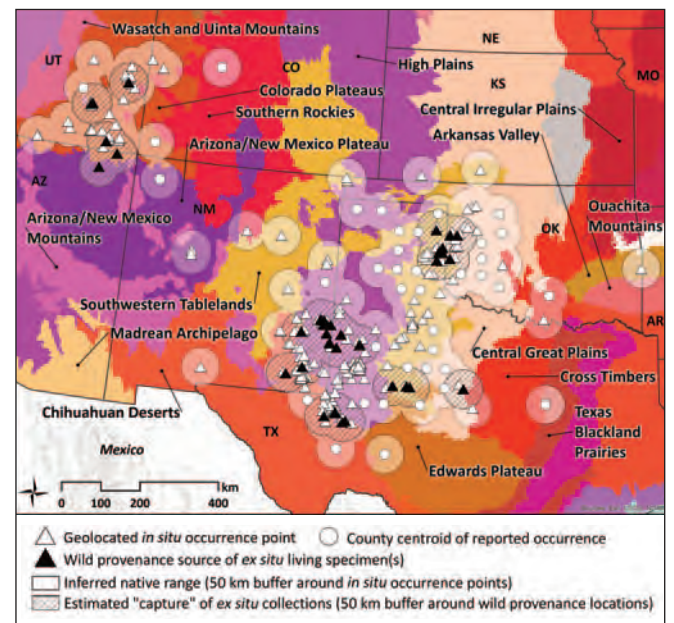 Wasatch and Uinta Mountains
NE
UT
CO
High Plains
MO
KS
Colorado Plateaus
Central Irregular Plains
Southern Rockies
Arkansas Valley
Arizona/New Mexico Plateau
AZ
Ouachita
Mountains
NM
Arizona/New Mexico
Mountains
OK
Southwestern Tablelands
AR
Madrean Archipelago
Central Great Plains
Cross Timbers
Chihuahuan Deserts
TX
Texas
Blackland
Prairies
Mexico
Edwards Plateau
km
0 100 200 400
Geolocated in situ occurrence point County centroid of reported occurrence
Wild provenance source of ex situ living specimen(s)
Inferred native range (50 km buffer around in situ occurrence points)
Estimated "capture" of ex situ collections (50 km buffer around wild provenance locations)